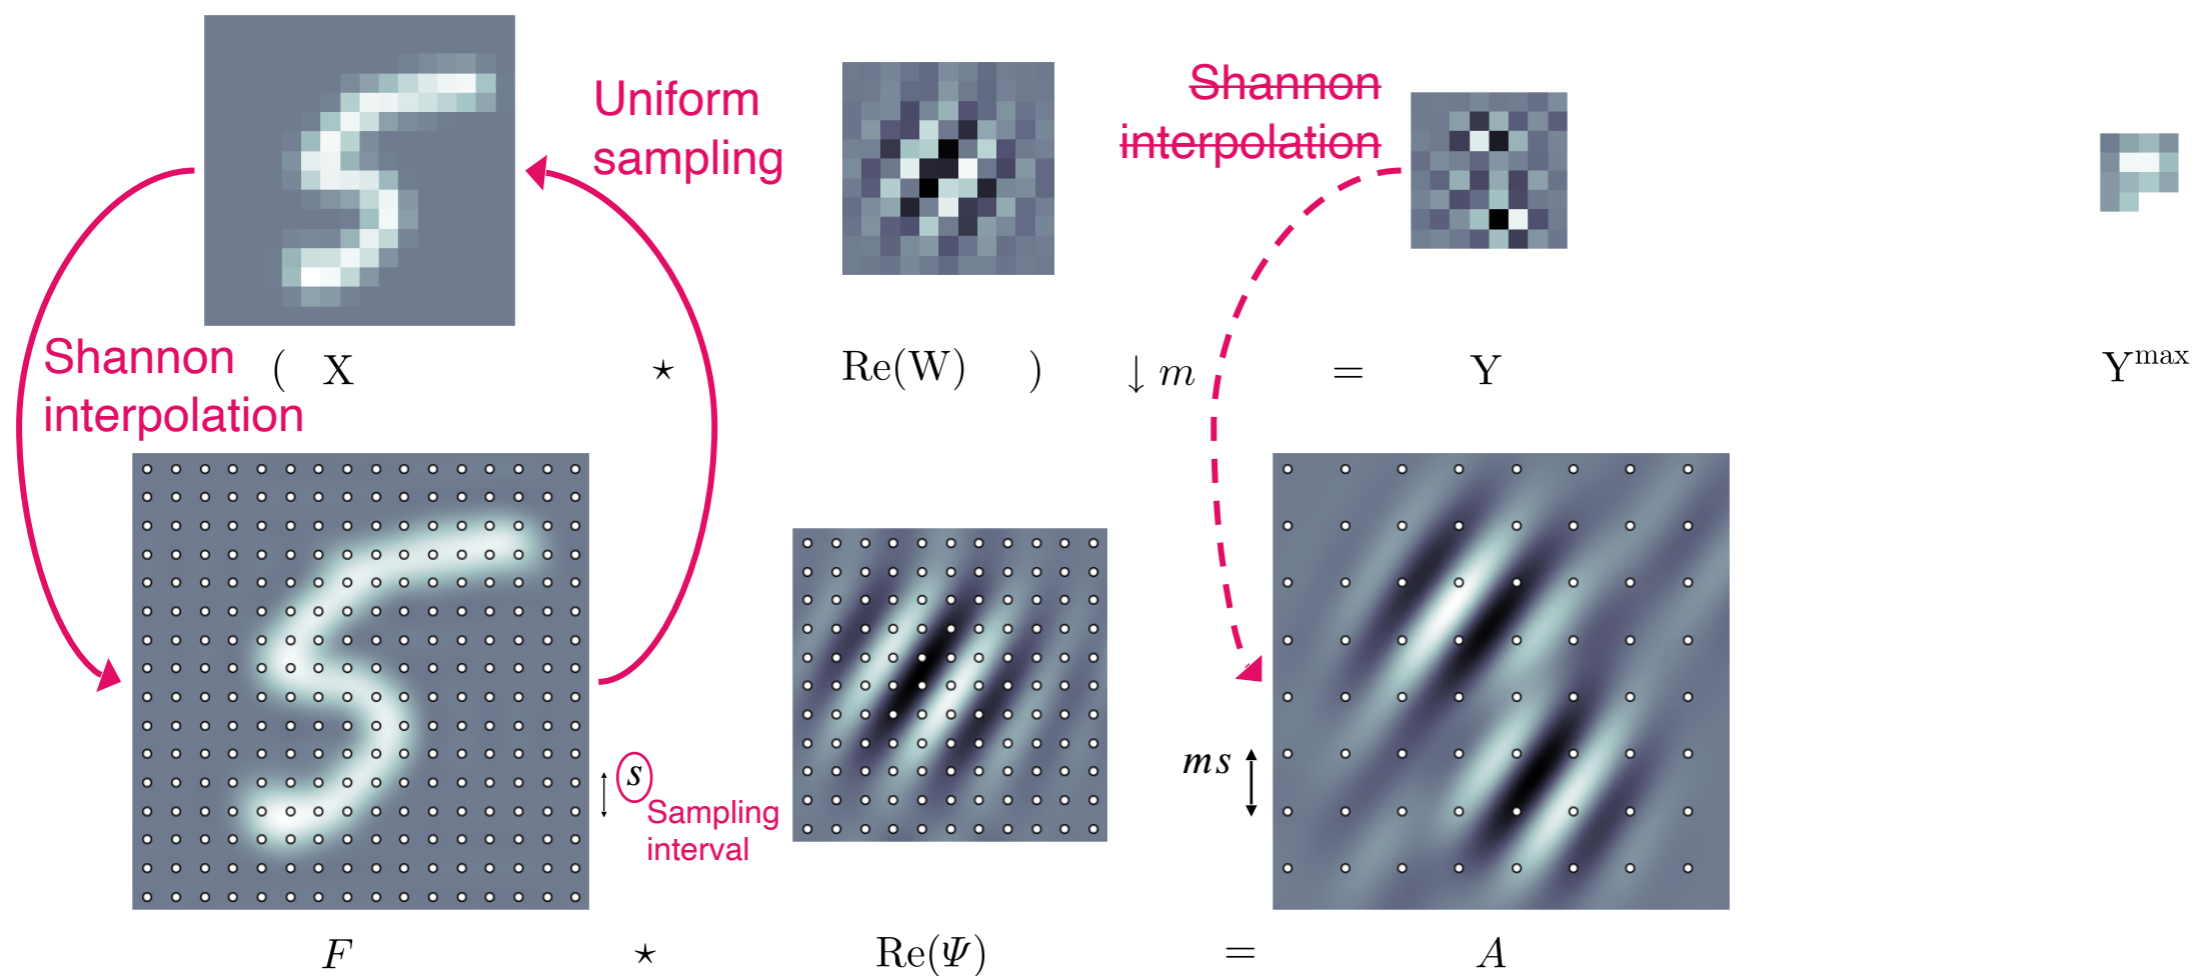 Uniform
sampling
Shannon
interpolation
Shannon
interpolation
( X ⋆ Re(W) ) ↓ m = Y Y^max
s
Sampling
interval
ms
F ⋆ Re(Ψ) = A